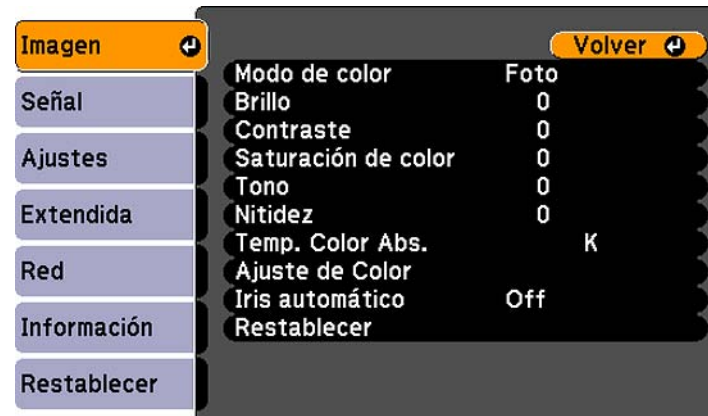 Imagen
Señal
Ajustes
Extendida
Red
Información
Restablecer
Volver
Modo de color Foto
Brillo 0
Contraste 0
Saturación de color 0
Tono 0
Nitidez 0
Temp. Color Abs. K
Ajuste de Color
Iris automático Off
Restablecer